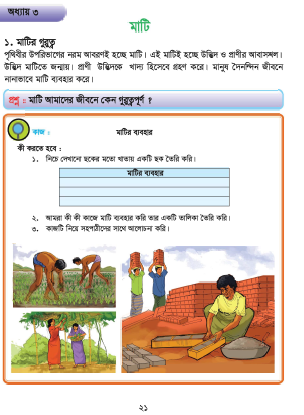 অধ্যায় ৩
মাটি
১. মাটির গুরুত্ব
পৃথিবীর উপরিভাগের নরম আবরণই হচ্ছে মাটি। এই মাটিই হচ্ছে উদ্ভিদ ও প্রাণীর আবাসস্থল।
উদ্ভিদ মাটিতে জন্মায়। প্রাণী উদ্ভিদকে খাদ্য হিসেবে গ্রহণ করে। মানুষ দৈনন্দিন জীবনে
নানাভাবে মাটি ব্যবহার করে।
প্রশ্ন : মাটি আমাদের জীবনে কেন গুরুত্বপূর্ণ ?
কাজ : মাটির ব্যবহার
কী করতে হবে :
১. নিচে দেখানো ছকের মতো খাতায় একটি ছক তৈরি করি।
মাটির ব্যবহার
২. আমরা কী কী কাজে মাটি ব্যবহার করি তার একটি তালিকা তৈরি করি।
৩. কাজটি নিয়ে সহপাঠীদের সাথে আলোচনা করি।
২১